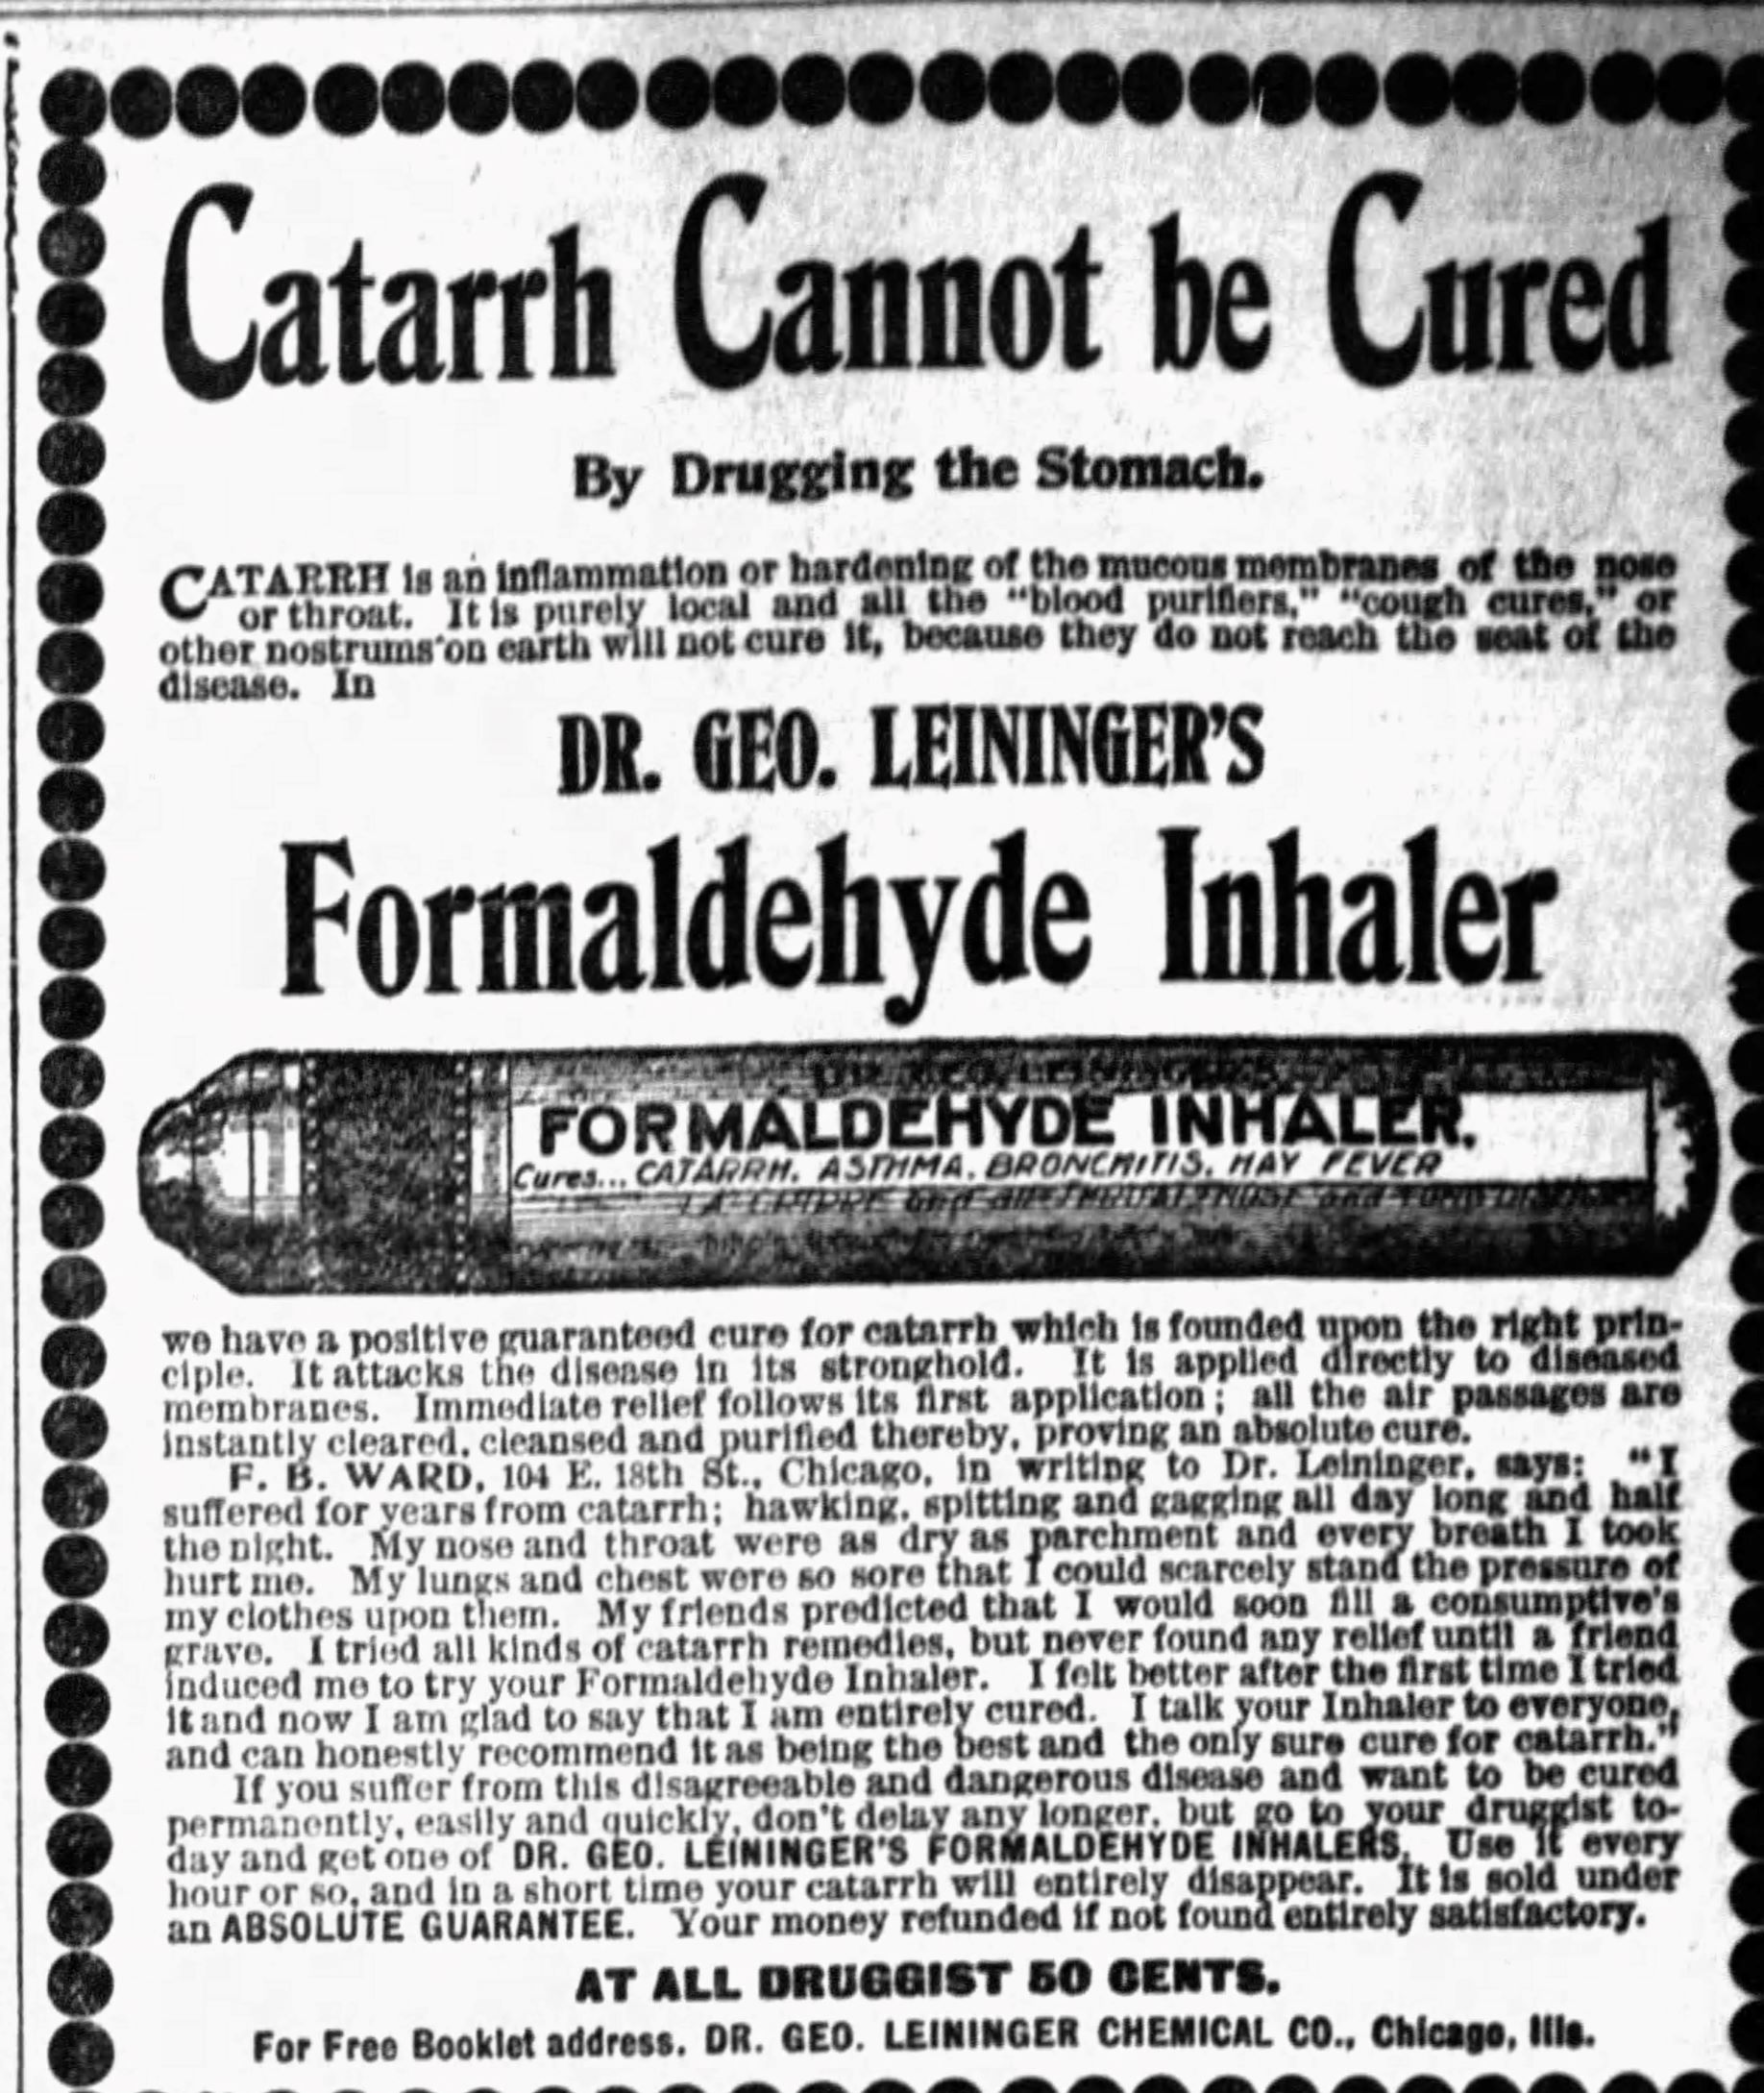 Catarrh Cannot be Cured
By Drugging the Stomach.
CATARRH is an inflammation or hardening of the mucous membranes of the nose
or throat. It is purely local and all the "blood purifiers," "cough cures," or
other nostrums on earth will not cure it, because they do not reach the seat of the
disease. In
DR. GEO. LEININGER'S
Formaldehyde Inhaler
DR. GEO. LEININGER'S
FORMALDEHYDE INHALER.
Cures... CATARRH. ASTHMA. BRONCHITIS. HAY FEVER
LA GRIPPE and all THROAT NOSE and LUNG
we have a positive guaranteed cure for catarrh which is founded upon the right prin-
ciple. It attacks the disease in its stronghold. It is applied directly to diseased
membranes. Immediate relief follows its first application; all the air passages are
instantly cleared, cleansed and purified thereby, proving an absolute cure.
F. B. WARD, 104 E. 18th St., Chicago, in writing to Dr. Leininger, says: "I
suffered for years from catarrh; hawking, spitting and gagging all day long and half
the night. My nose and throat were as dry as parchment and every breath I took
hurt me. My lungs and chest were so sore that I could scarcely stand the pressure of
my clothes upon them. My friends predicted that I would soon fill a consumptive's
grave. I tried all kinds of catarrh remedies, but never found any relief until a friend
induced me to try your Formaldehyde Inhaler. I felt better after the first time I tried
it and now I am glad to say that I am entirely cured. I talk your Inhaler to everyone,
and can honestly recommend it as being the best and the only sure cure for catarrh."
If you suffer from this disagreeable and dangerous disease and want to be cured
permanently, easily and quickly, don't delay any longer, but go to your druggist to-
day and get one of DR. GEO. LEININGER'S FORMALDEHYDE INHALERS. Use it every
hour or so, and in a short time your catarrh will entirely disappear. It is sold under
an ABSOLUTE GUARANTEE. Your money refunded if not found entirely satisfactory.
AT ALL DRUGGIST 50 CENTS.
For Free Booklet address, DR. GEO. LEININGER CHEMICAL CO., Chicago, Ills.